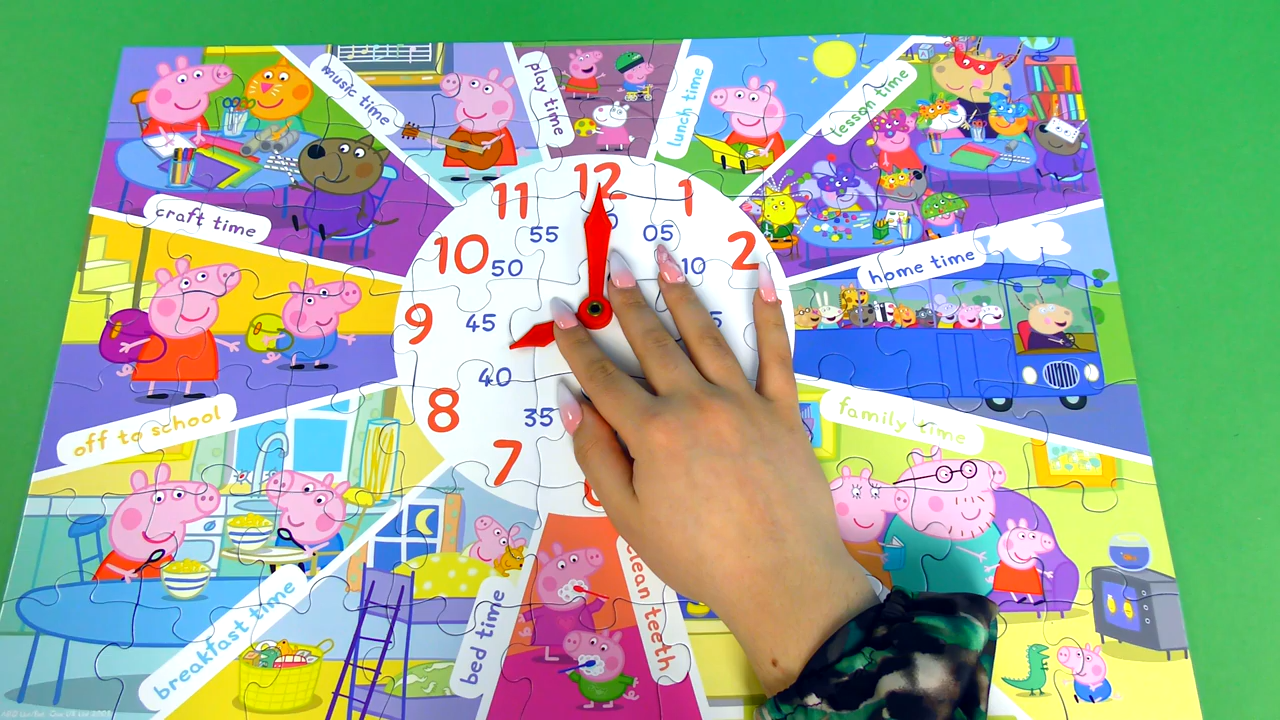 music time
play time
lunch time
lesson time
craft time
home time
off to school
family time
breakfast time
bed time
clean teeth
12
11
1
10
2
9
8
7
05
55
10
50
45
40
35